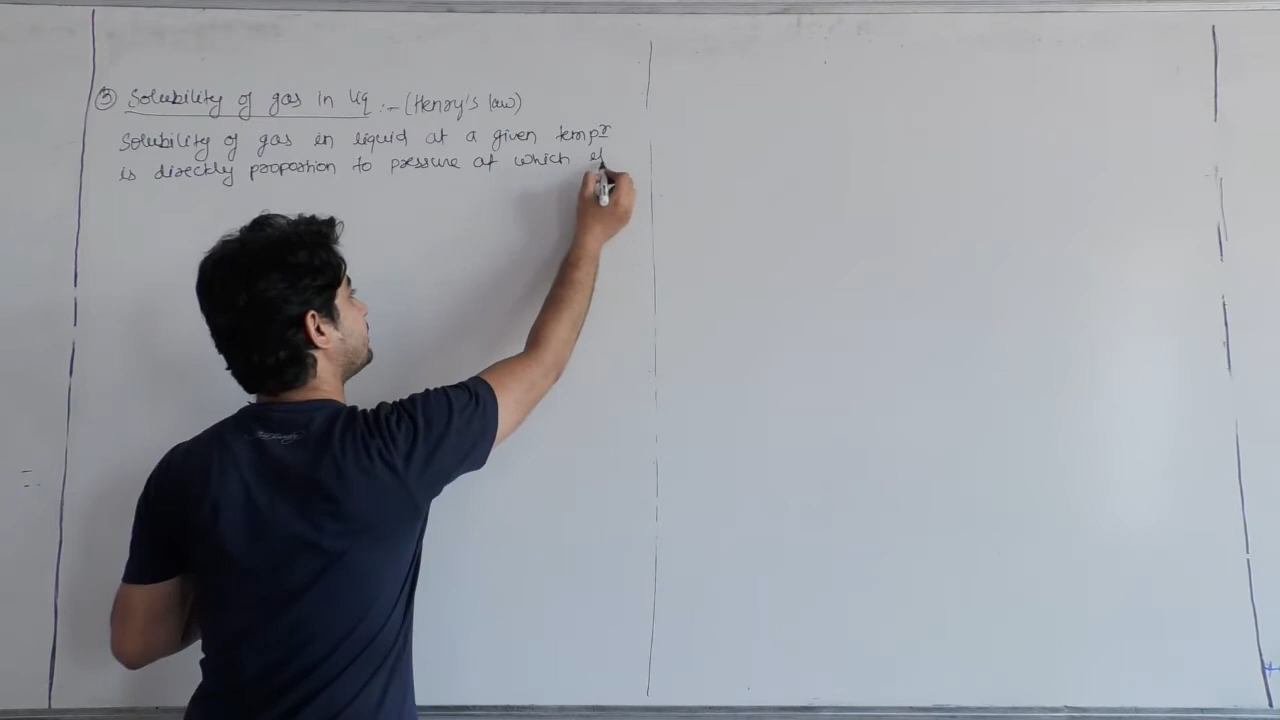 ③ Solubility of gas in liq :- (Henry's law)
Solubility of gas in liquid at a given tempr
is directly proportion to pressure at which